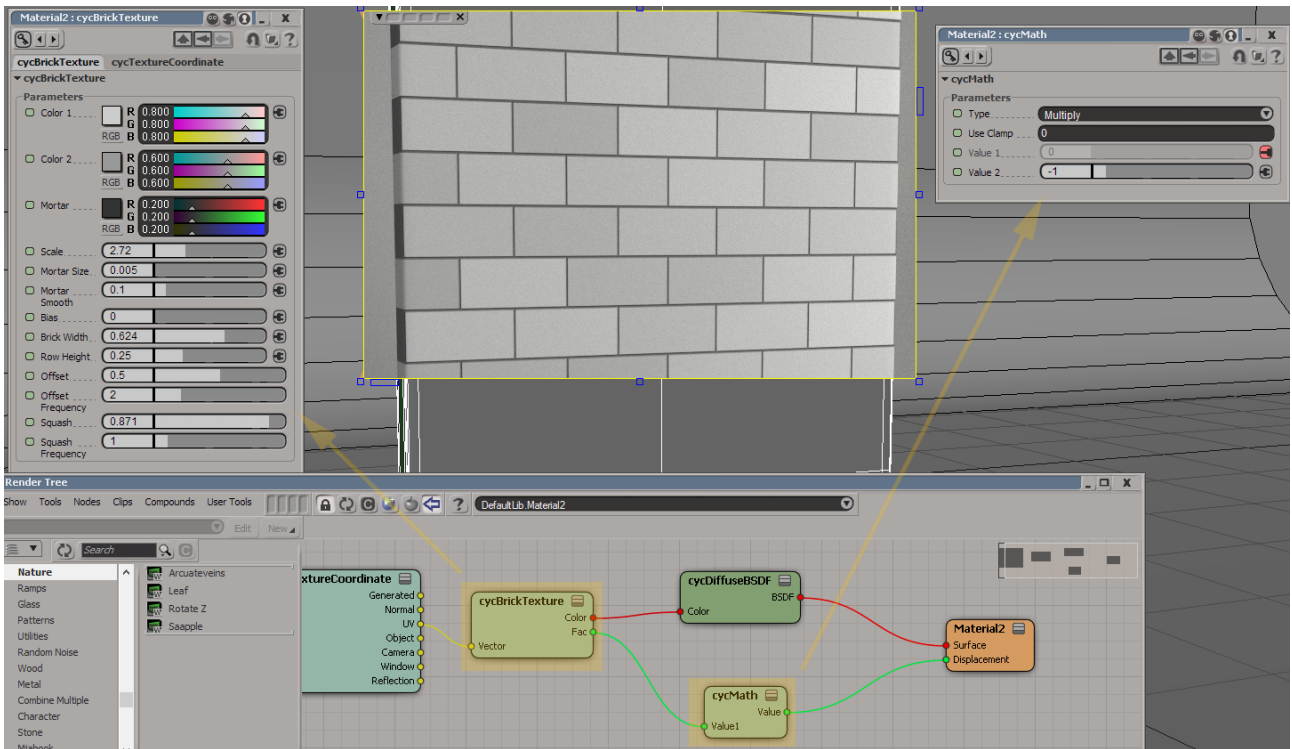 Material2 : cycBrickTexture
cycBrickTexture cycTextureCoordinate
cycBrickTexture
Parameters
Color 1
R 0.800
G 0.800
RGB B 0.800
Color 2
R 0.600
G 0.600
RGB B 0.600
Mortar
R 0.200
G 0.200
RGB B 0.200
Scale 2.72
Mortar Size 0.005
Mortar Smooth 0.1
Bias 0
Brick Width 0.624
Row Height 0.25
Offset 0.5
Offset Frequency 2
Squash 0.871
Squash Frequency 1
Material2 : cycMath
cycMath
Parameters
Type Multiply
Use Clamp 0
Value 1 0
Value 2 -1
Render Tree
Show Tools Nodes Clips Compounds User Tools DefaultLib.Material2
Edit New
Search
Nature
Ramps
Glass
Patterns
Utilities
Random Noise
Wood
Metal
Combine Multiple
Character
Stone
Miabook
Arcuateveins
Leaf
Rotate Z
Saapple
xtureCoordinate
Generated
Normal
UV
Object
Camera
Window
Reflection
cycBrickTexture
Color
Fac
Vector
cycDiffuseBSDF
BSDF
Color
cycMath
Value
Value1
Material2
Surface
Displacement